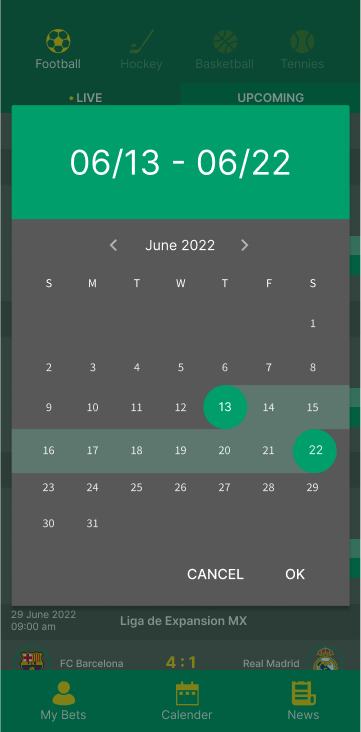 Football Hockey Basketball Tennies
• LIVE UPCOMING
06/13 - 06/22
June 2022
S M T W T F S
1
2 3 4 5 6 7 8
9 10 11 12 13 14 15
16 17 18 19 20 21 22
23 24 25 26 27 28 29
30 31
CANCEL OK
29 June 2022
09:00 am
Liga de Expansion MX
FC Barcelona 4 : 1 Real Madrid
My Bets Calender News